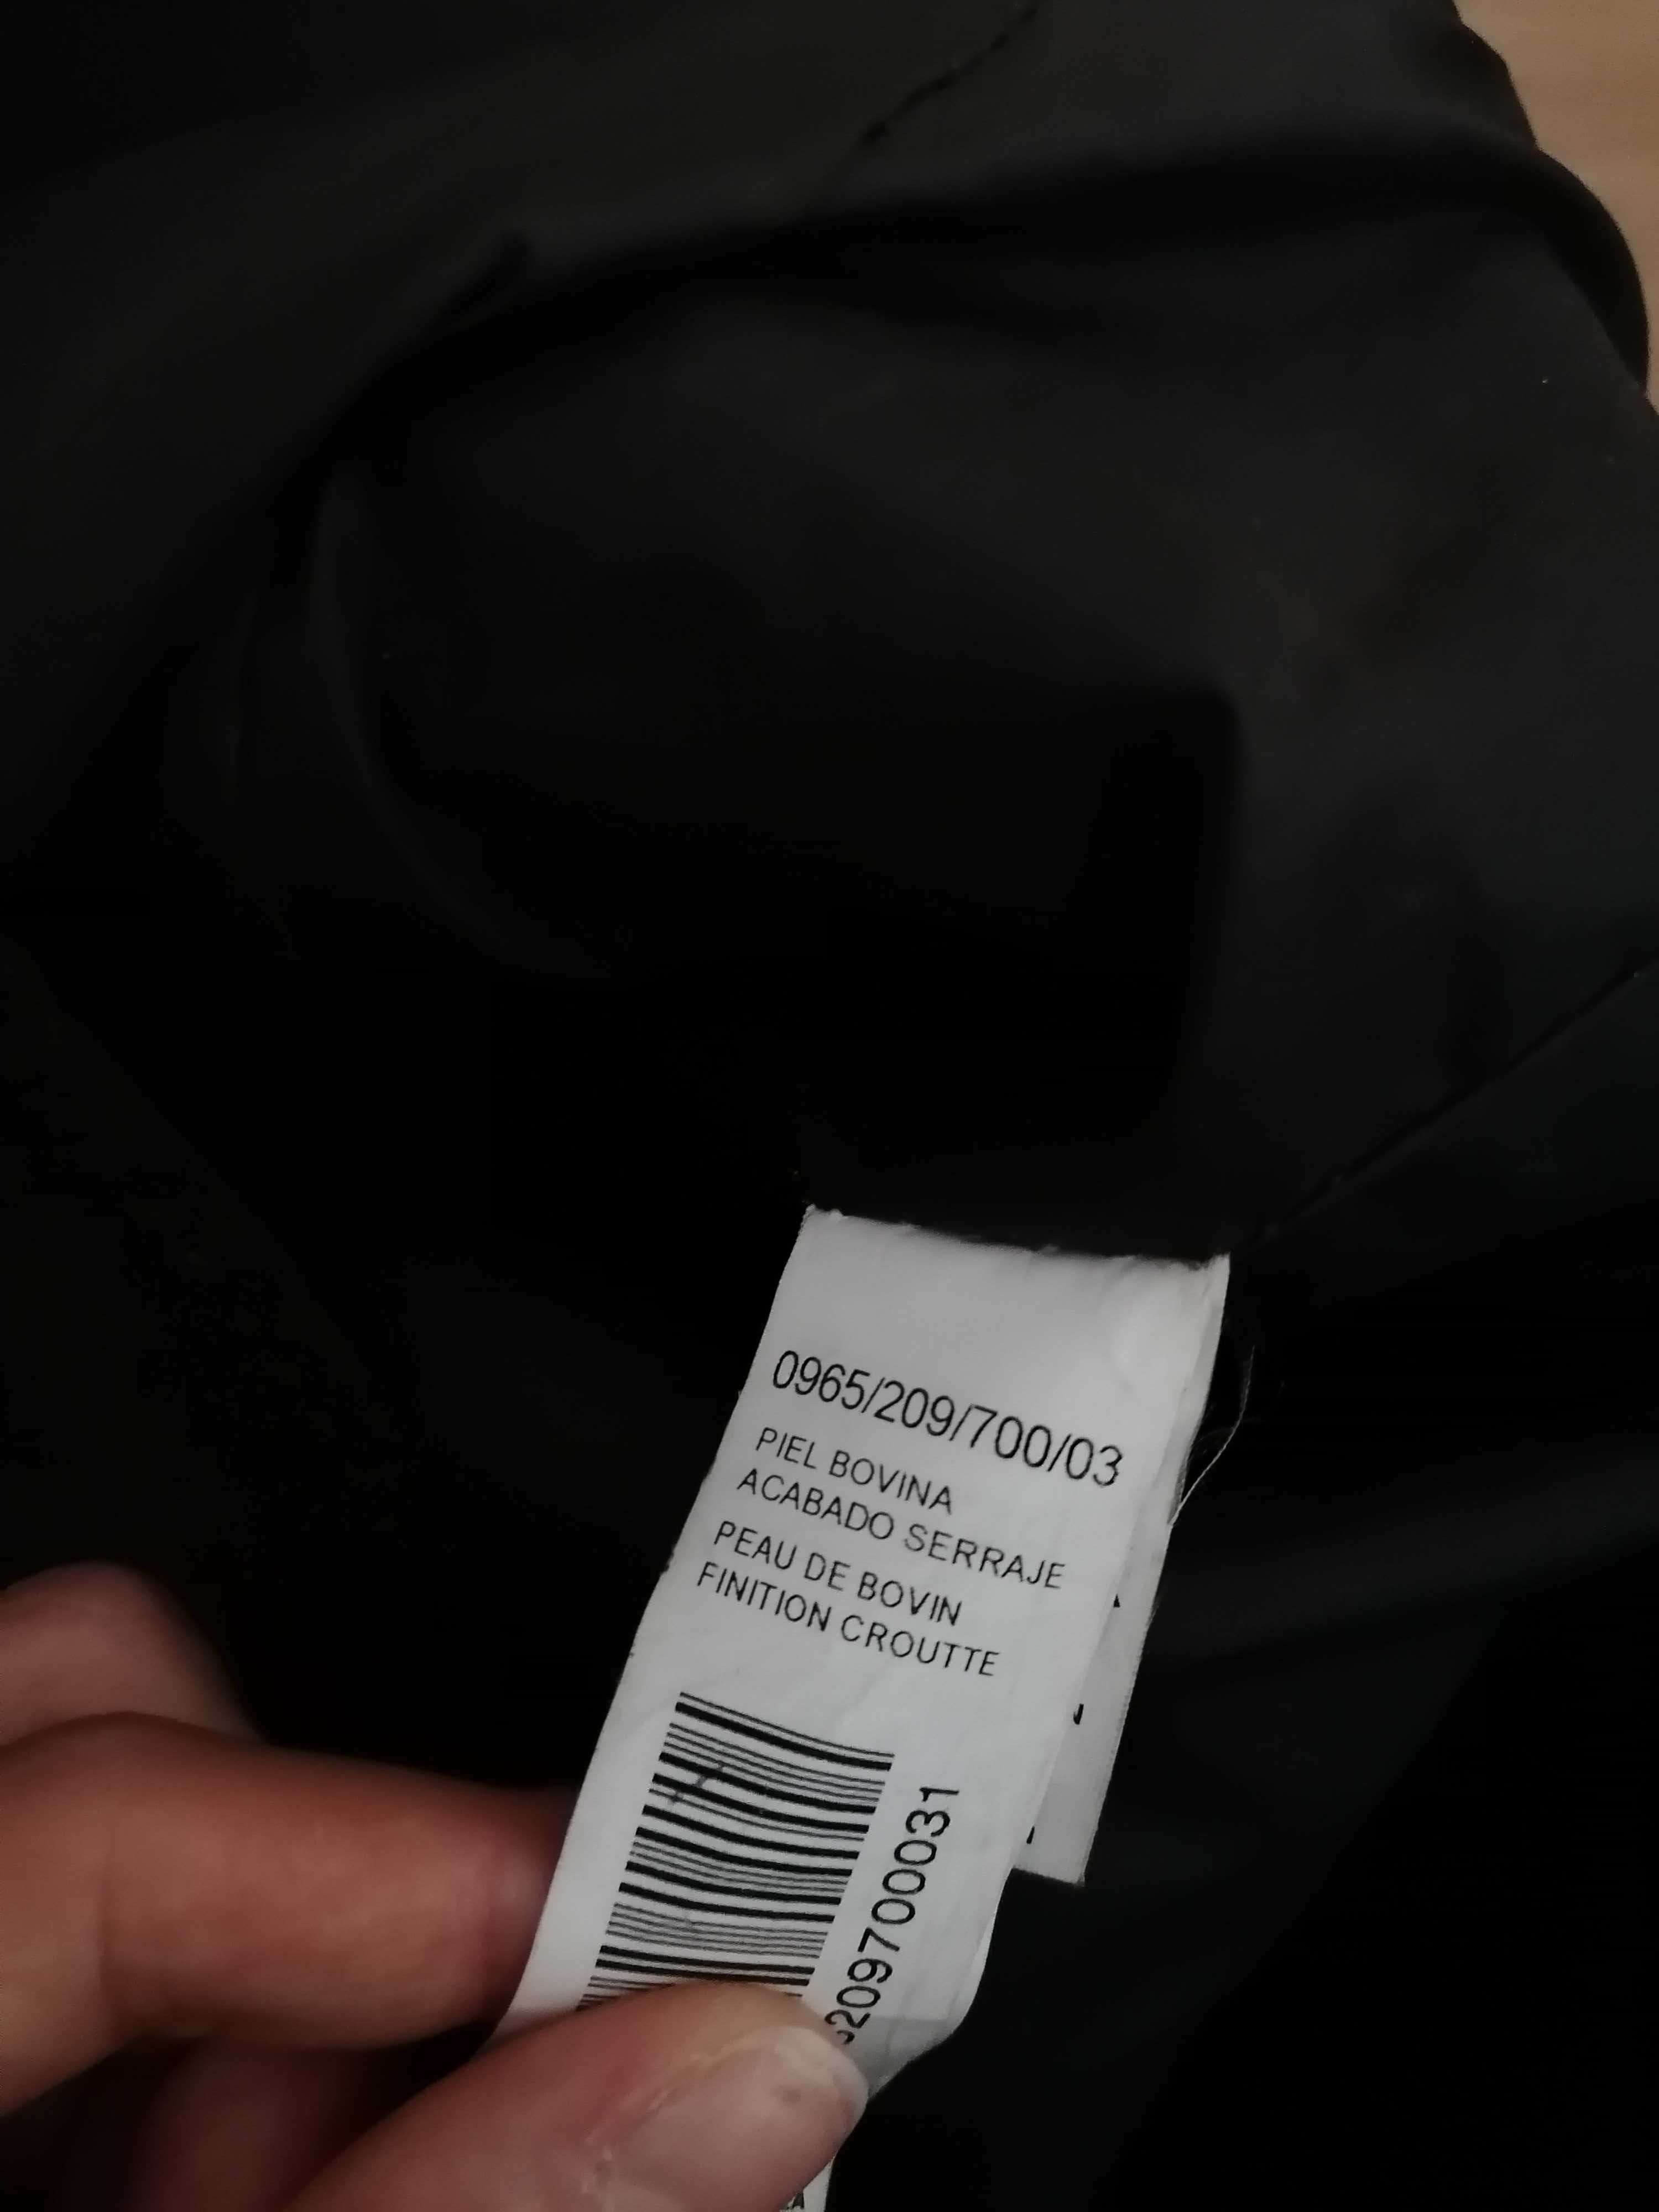 0965/209/700/03
PIEL BOVINA
ACABADO SERRAJE
PEAU DE BOVIN
FINITION CROUTTE
209700031